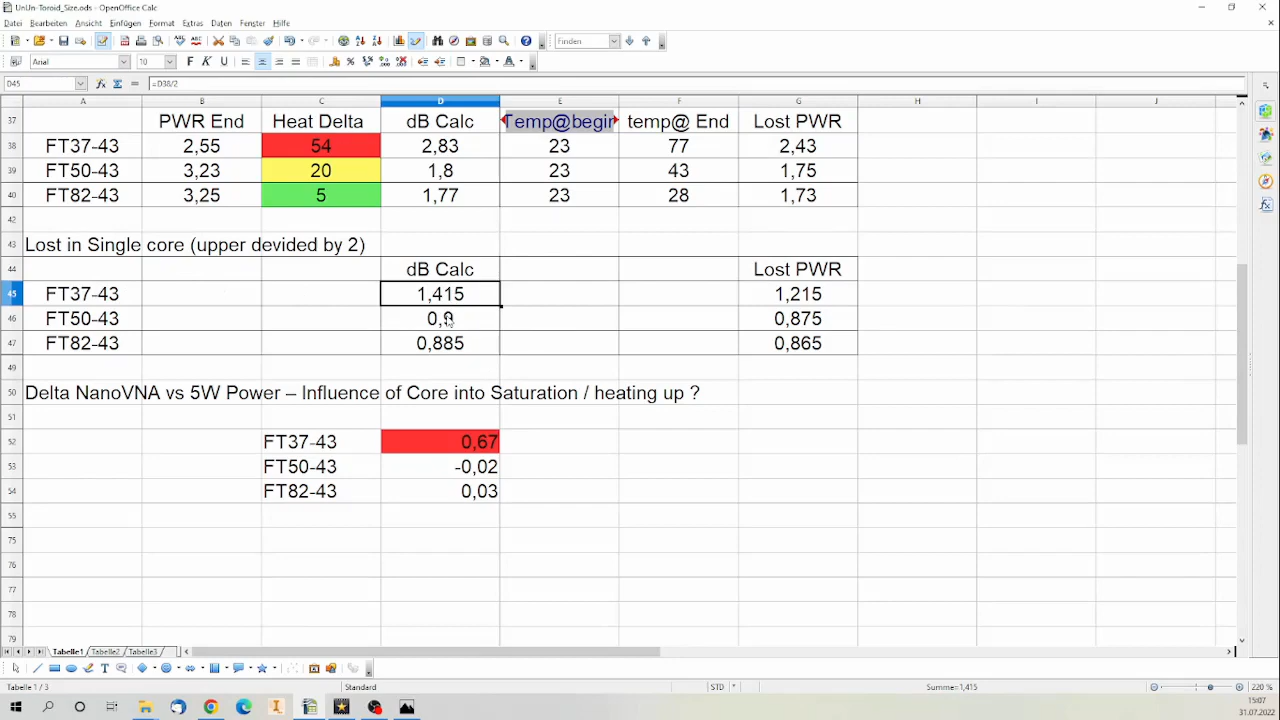 UnUn-Toroid_Size.ods - OpenOffice Calc
Datei Bearbeiten Ansicht Einfügen Format Extras Daten Fenster Hilfe
Finden
Arial 10 F K U
D45 =D38/2
A B C D E F G H I J
37 PWR End Heat Delta dB Calc Temp@begin temp@ End Lost PWR
38 FT37-43 2,55 54 2,83 23 77 2,43
39 FT50-43 3,23 20 1,8 23 43 1,75
40 FT82-43 3,25 5 1,77 23 28 1,73
42
43 Lost in Single core (upper devided by 2)
44 dB Calc Lost PWR
45 FT37-43 1,415 1,215
46 FT50-43 0,9 0,875
47 FT82-43 0,885 0,865
49
50 Delta NanoVNA vs 5W Power – Influence of Core into Saturation / heating up ?
51
52 FT37-43 0,67
53 FT50-43 -0,02
54 FT82-43 0,03
55
75
76
77
78
79
Tabelle1 Tabelle2 Tabelle3
Tabelle 1 / 3 Standard STD * Summe=1,415 220 %
15:07
31.07.2022